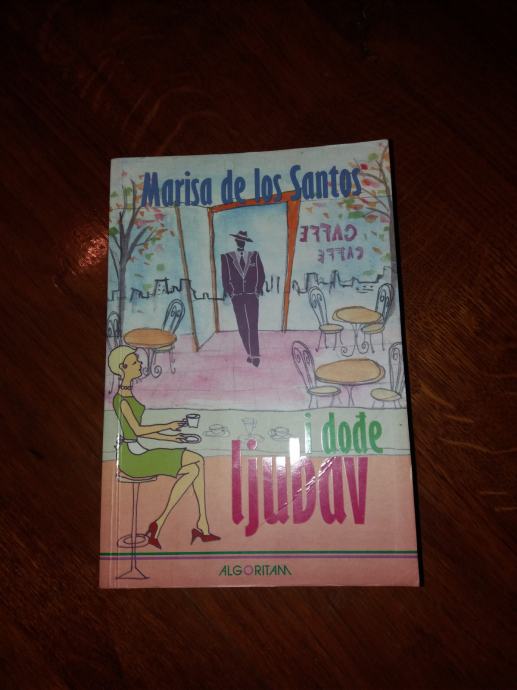 Marisa de los Santos
CAFFE
CAFFE
i dođe
ljubav
ALGORITAM